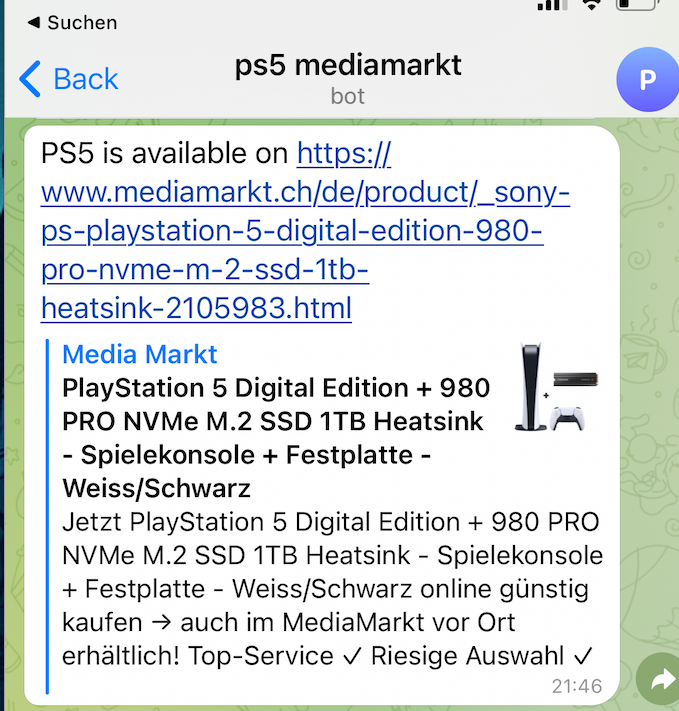 ◀ Suchen
Back
ps5 mediamarkt
bot
P
PS5 is available on https://
www.mediamarkt.ch/de/product/_sony-
ps-playstation-5-digital-edition-980-
pro-nvme-m-2-ssd-1tb-
heatsink-2105983.html
Media Markt
PlayStation 5 Digital Edition + 980
PRO NVMe M.2 SSD 1TB Heatsink
- Spielekonsole + Festplatte -
Weiss/Schwarz
Jetzt PlayStation 5 Digital Edition + 980 PRO
NVMe M.2 SSD 1TB Heatsink - Spielekonsole
+ Festplatte - Weiss/Schwarz online günstig
kaufen → auch im MediaMarkt vor Ort
erhältlich! Top-Service ✓ Riesige Auswahl ✓
21:46